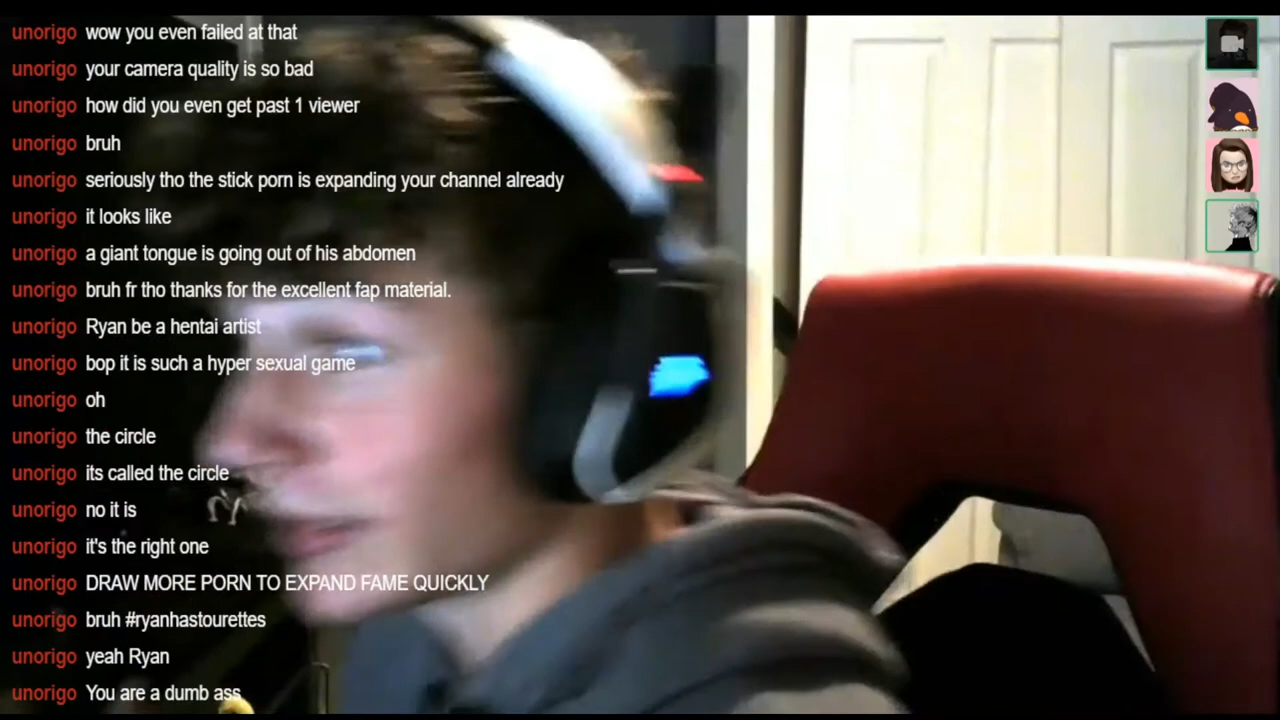 unorigo wow you even failed at that
unorigo your camera quality is so bad
unorigo how did you even get past 1 viewer
unorigo bruh
unorigo seriously tho the stick porn is expanding your channel already
unorigo it looks like
unorigo a giant tongue is going out of his abdomen
unorigo bruh fr tho thanks for the excellent fap material.
unorigo Ryan be a hentai artist
unorigo bop it is such a hyper sexual game
unorigo oh
unorigo the circle
unorigo its called the circle
unorigo no it is
unorigo it's the right one
unorigo DRAW MORE PORN TO EXPAND FAME QUICKLY
unorigo bruh #ryanhastourettes
unorigo yeah Ryan
unorigo You are a dumb ass